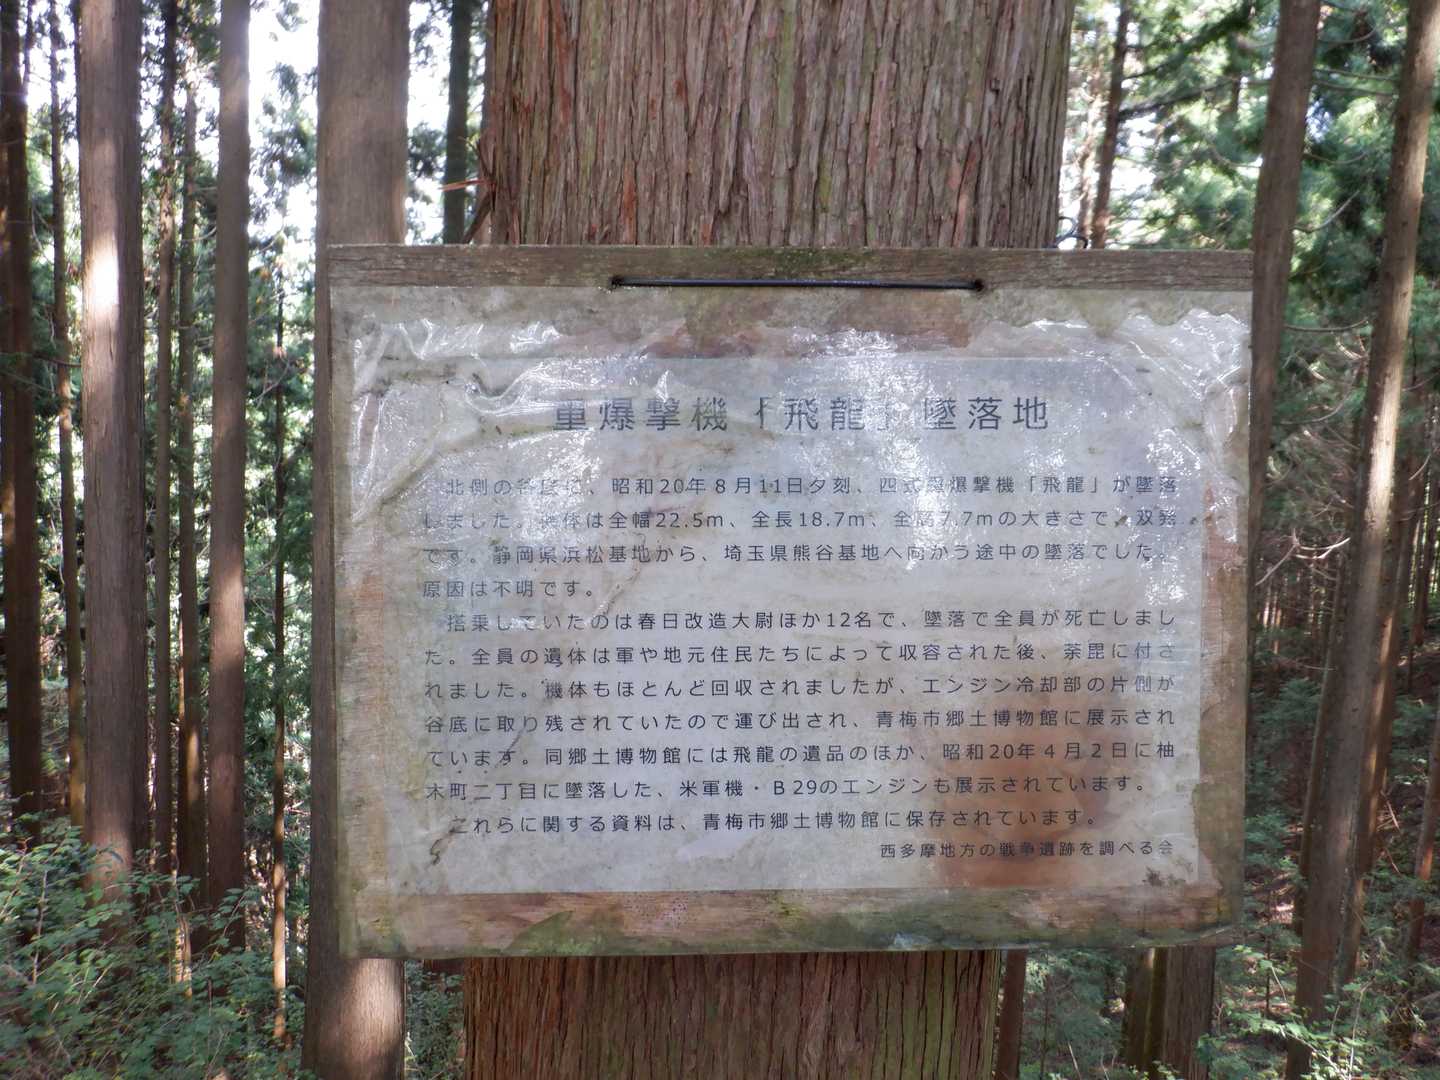 重爆撃機「飛龍」墜落地
北側の谷底に、昭和20年8月11日夕刻、四式重爆撃機「飛龍」が墜落
しました。機体は全幅22.5m、全長18.7m、全高7.7mの大きさで、双発
です。静岡県浜松基地から、埼玉県熊谷基地へ向かう途中の墜落でした。
原因は不明です。
搭乗していたのは春日改造大尉ほか12名で、墜落で全員が死亡しまし
た。全員の遺体は軍や地元住民たちによって収容された後、荼毘に付さ
れました。機体もほとんど回収されましたが、エンジン冷却部の片側が
谷底に取り残されていたので運び出され、青梅市郷土博物館に展示され
ています。同郷土博物館には飛龍の遺品のほか、昭和20年4月2日に柚
木町二丁目に墜落した、米軍機・B29のエンジンも展示されています。
これらに関する資料は、青梅市郷土博物館に保存されています。
西多摩地方の戦争遺跡を調べる会